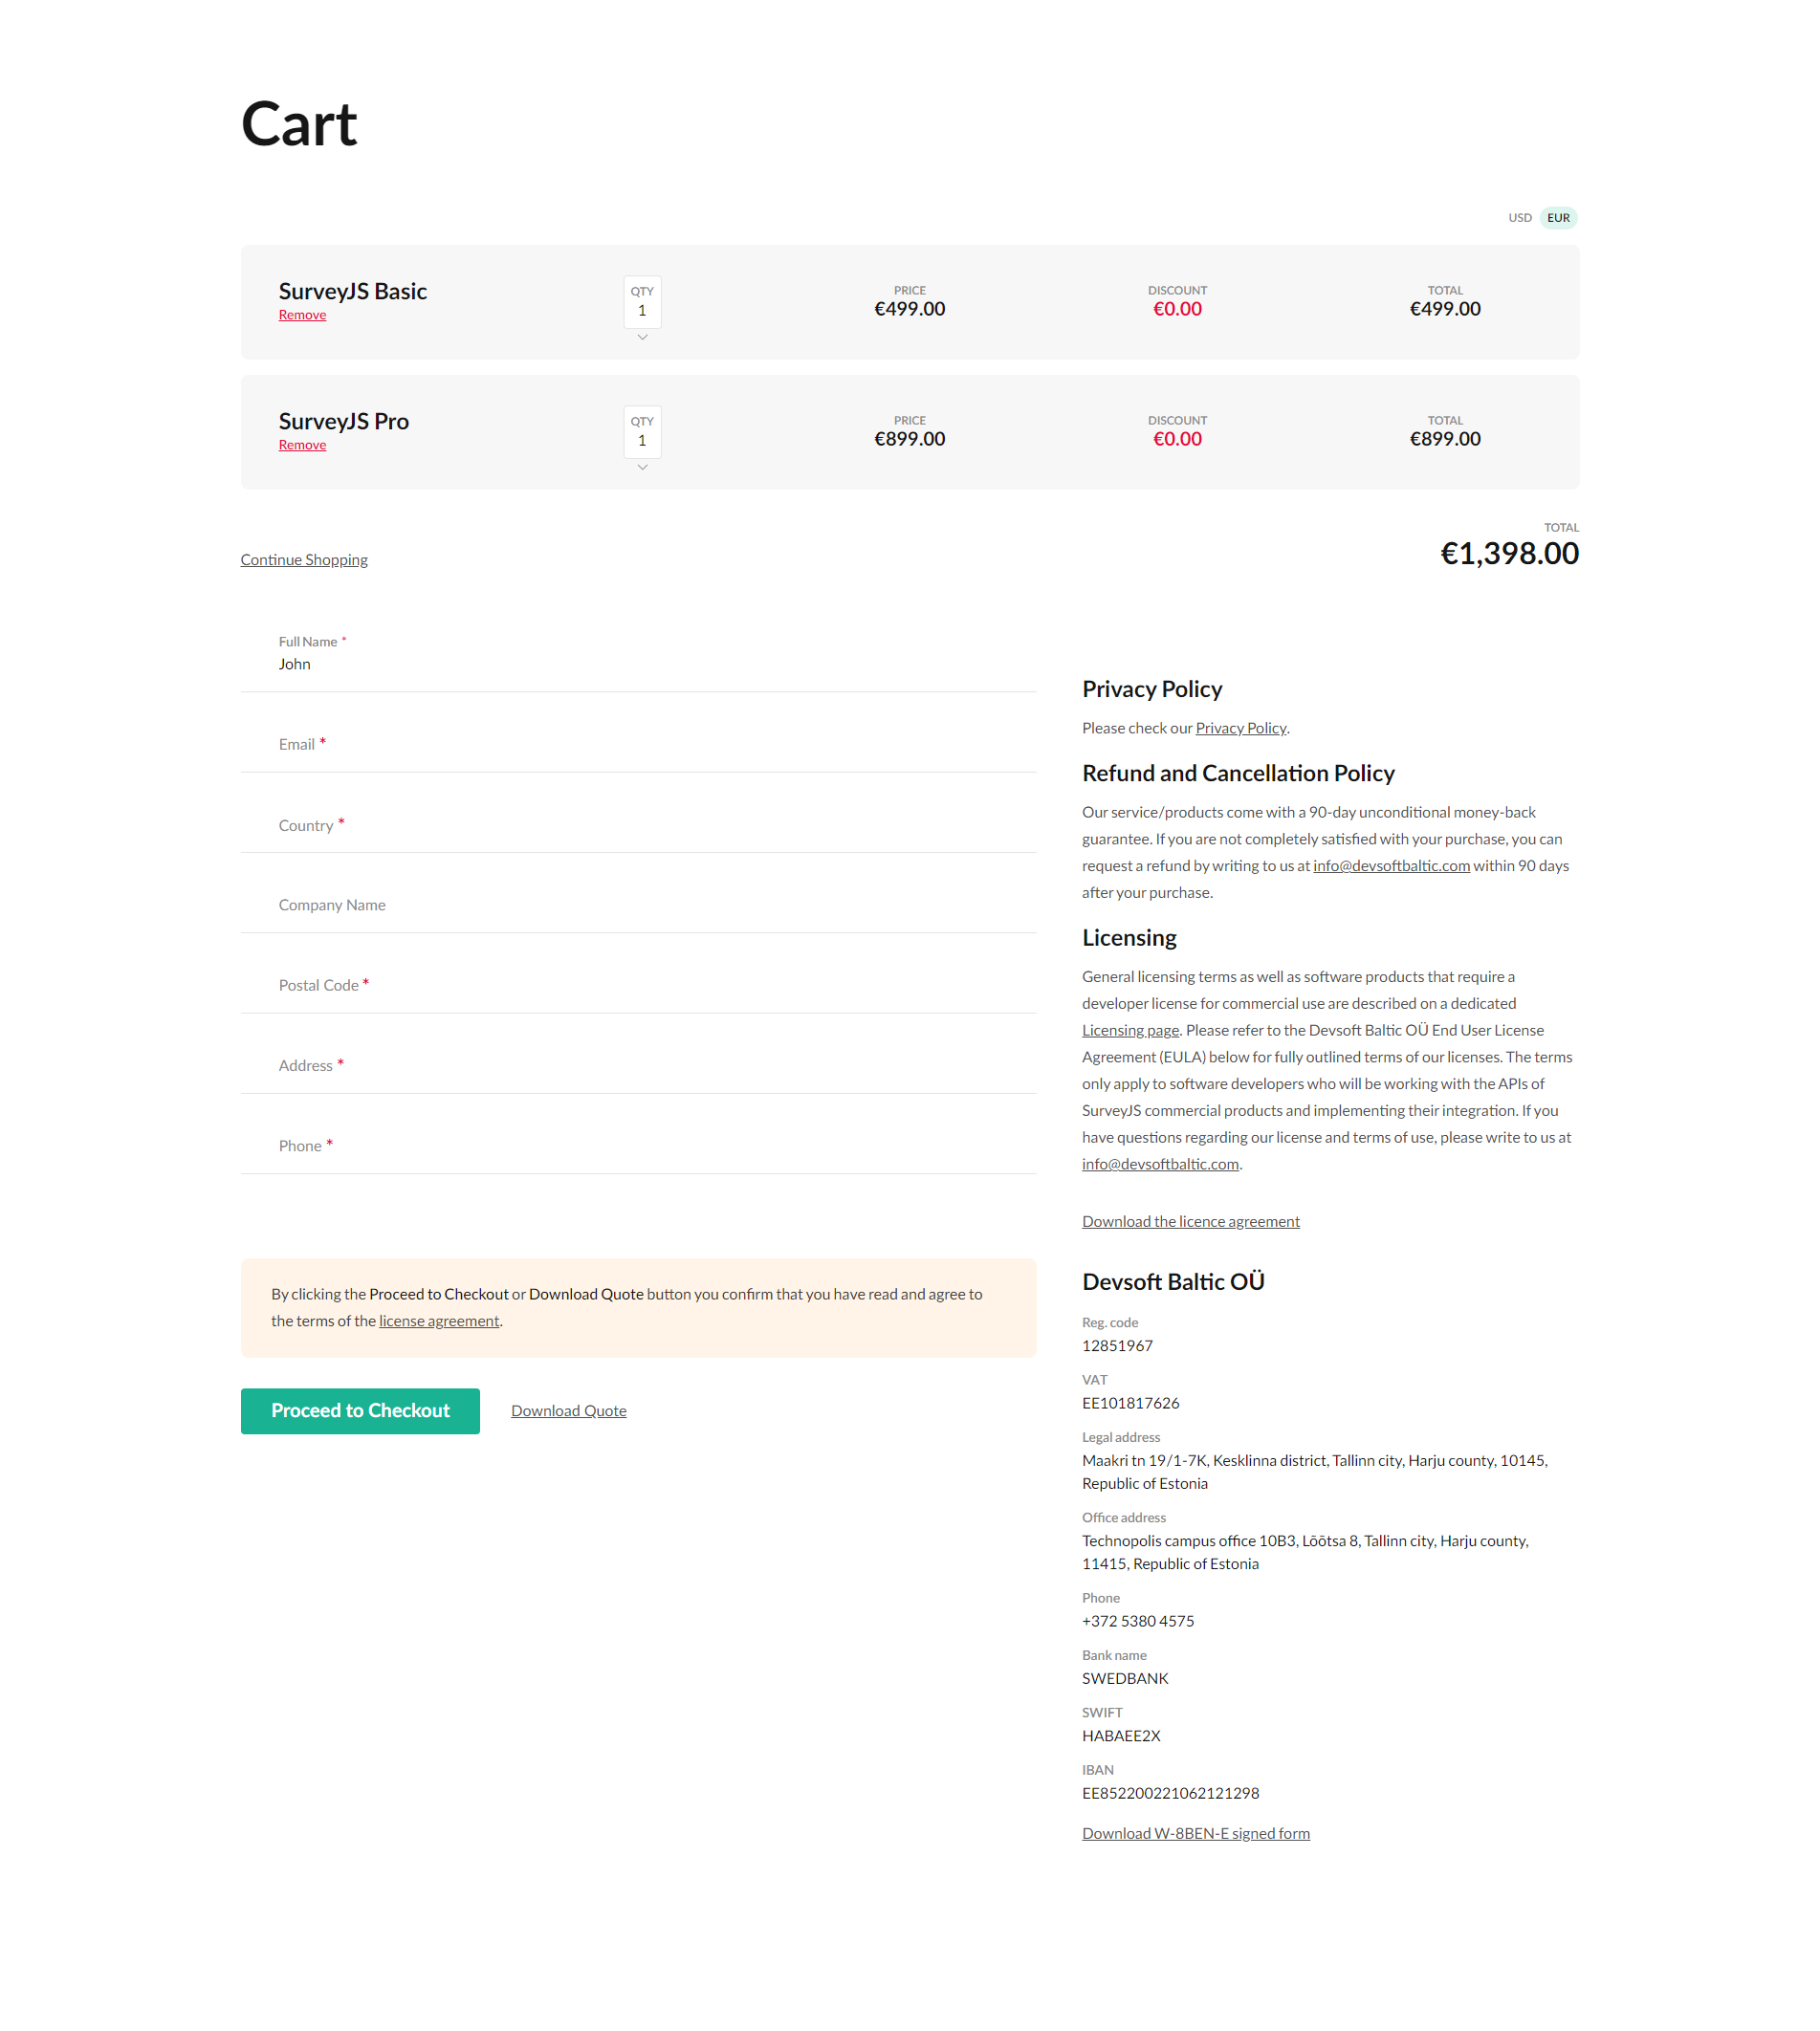 Cart
USD EUR
SurveyJS Basic
Remove
QTY
1
PRICE
€499.00
DISCOUNT
€0.00
TOTAL
€499.00
SurveyJS Pro
Remove
QTY
1
PRICE
€899.00
DISCOUNT
€0.00
TOTAL
€899.00
Continue Shopping
TOTAL
€1,398.00
Full Name *
John
Email *
Country *
Company Name
Postal Code *
Address *
Phone *
By clicking the Proceed to Checkout or Download Quote button you confirm that you have read and agree to
the terms of the license agreement.
Proceed to Checkout
Download Quote
Privacy Policy
Please check our Privacy Policy.
Refund and Cancellation Policy
Our service/products come with a 90-day unconditional money-back
guarantee. If you are not completely satisfied with your purchase, you can
request a refund by writing to us at info@devsoftbaltic.com within 90 days
after your purchase.
Licensing
General licensing terms as well as software products that require a
developer license for commercial use are described on a dedicated
Licensing page. Please refer to the Devsoft Baltic OÜ End User License
Agreement (EULA) below for fully outlined terms of our licenses. The terms
only apply to software developers who will be working with the APIs of
SurveyJS commercial products and implementing their integration. If you
have questions regarding our license and terms of use, please write to us at
info@devsoftbaltic.com.
Download the licence agreement
Devsoft Baltic OÜ
Reg. code
12851967
VAT
EE101817626
Legal address
Maakri tn 19/1-7K, Kesklinna district, Tallinn city, Harju county, 10145,
Republic of Estonia
Office address
Technopolis campus office 10B3, Lõõtsa 8, Tallinn city, Harju county,
11415, Republic of Estonia
Phone
+372 5380 4575
Bank name
SWEDBANK
SWIFT
HABAEE2X
IBAN
EE852200221062121298
Download W-8BEN-E signed form